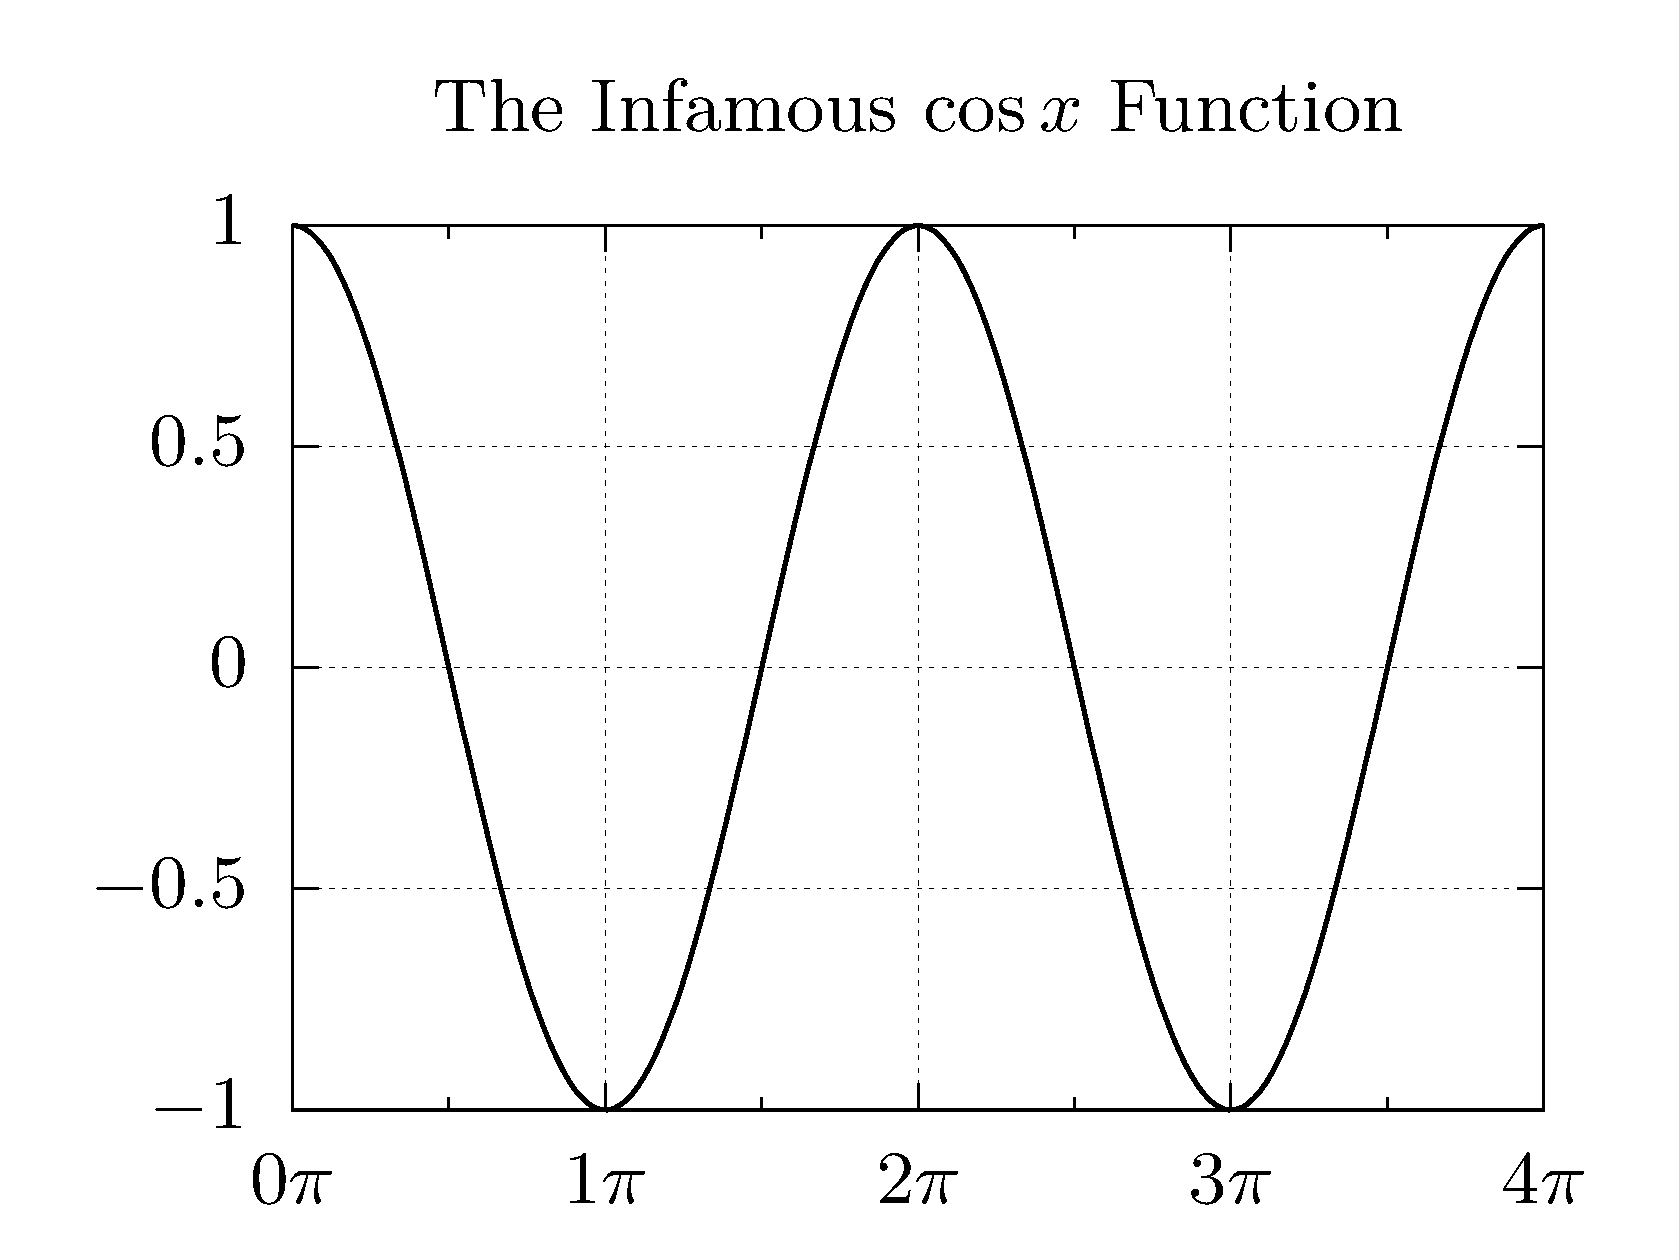 The Infamous cos x Function
1
0.5
0
−0.5
−1
0π 1π 2π 3π 4π